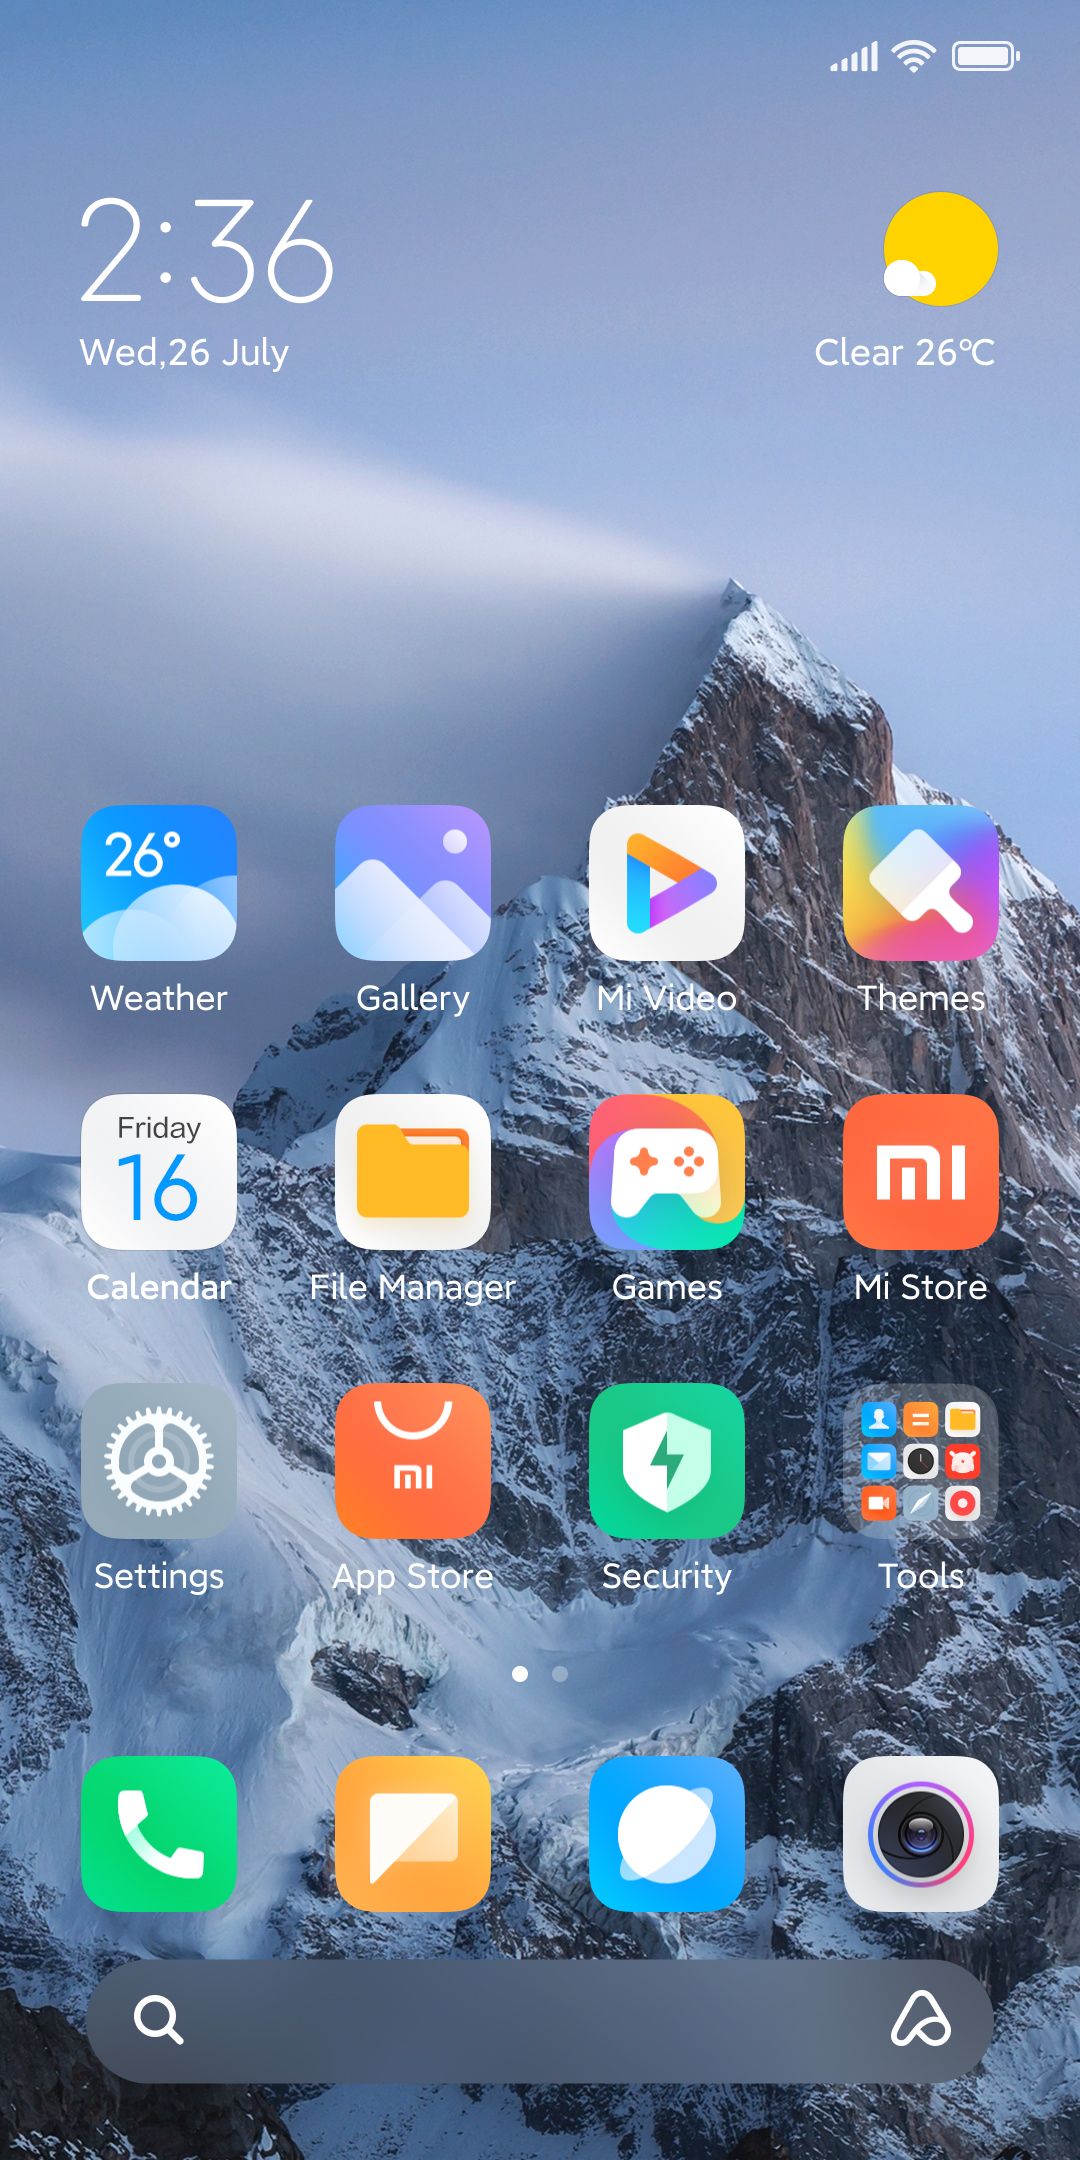 2:36
Wed,26 July
Clear 26℃
26°
Weather
Gallery
Mi Video
Themes
Friday
16
mi
Calendar
File Manager
Games
Mi Store
mi
Settings
App Store
Security
Tools